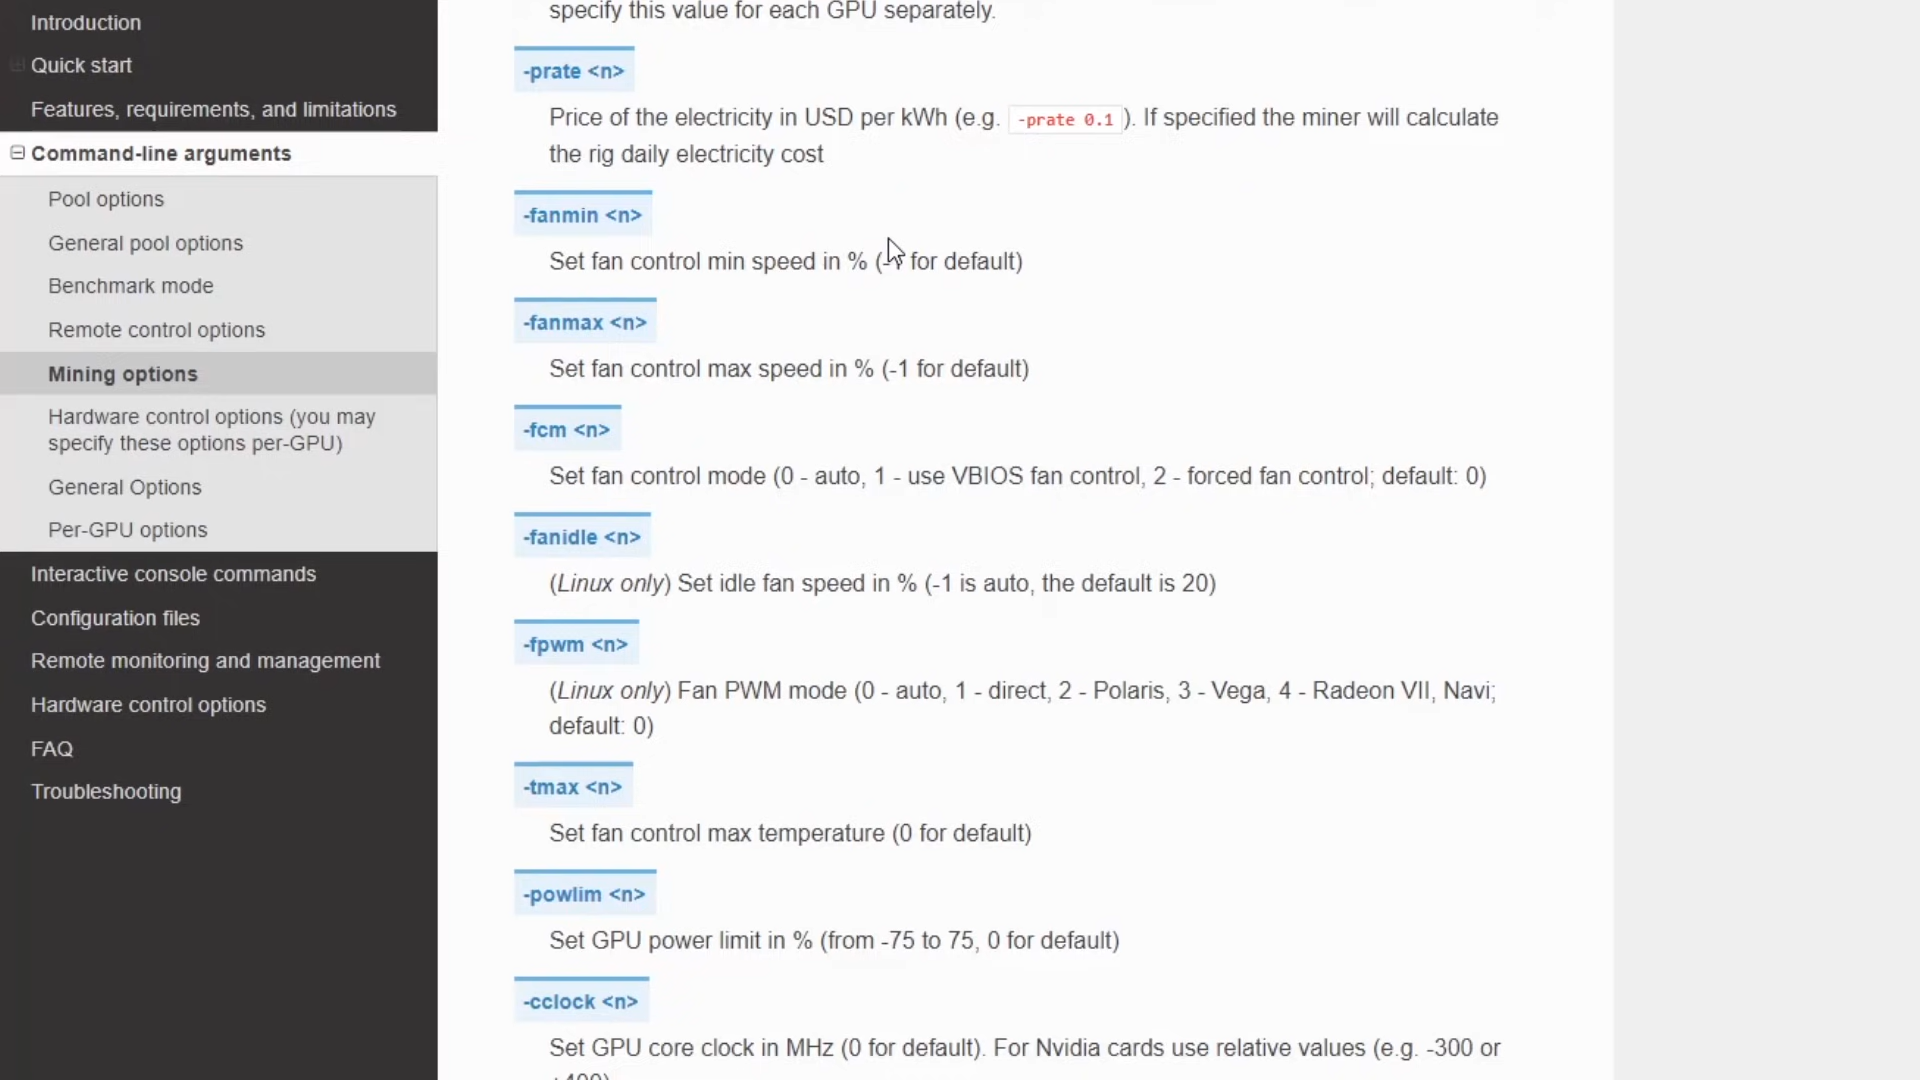 Introduction
Quick start
Features, requirements, and limitations
Command-line arguments
Pool options
General pool options
Benchmark mode
Remote control options
Mining options
Hardware control options (you may
specify these options per-GPU)
General Options
Per-GPU options
Interactive console commands
Configuration files
Remote monitoring and management
Hardware control options
FAQ
Troubleshooting
specify this value for each GPU separately.
-prate <n>
Price of the electricity in USD per kWh (e.g. -prate 0.1 ). If specified the miner will calculate
the rig daily electricity cost
-fanmin <n>
Set fan control min speed in % (-1 for default)
-fanmax <n>
Set fan control max speed in % (-1 for default)
-fcm <n>
Set fan control mode (0 - auto, 1 - use VBIOS fan control, 2 - forced fan control; default: 0)
-fanidle <n>
(Linux only) Set idle fan speed in % (-1 is auto, the default is 20)
-fpwm <n>
(Linux only) Fan PWM mode (0 - auto, 1 - direct, 2 - Polaris, 3 - Vega, 4 - Radeon VII, Navi;
default: 0)
-tmax <n>
Set fan control max temperature (0 for default)
-powlim <n>
Set GPU power limit in % (from -75 to 75, 0 for default)
-cclock <n>
Set GPU core clock in MHz (0 for default). For Nvidia cards use relative values (e.g. -300 or
+400)